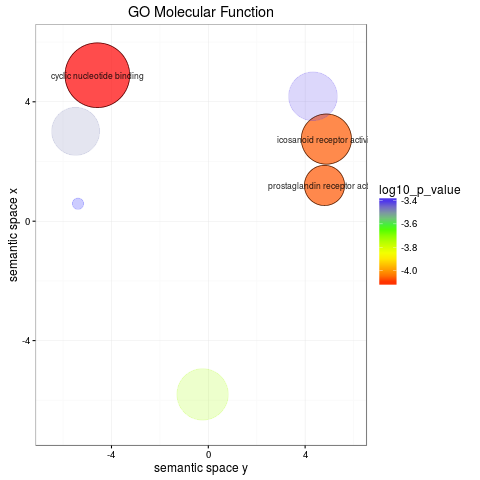 GO Molecular Function
cyclic nucleotide binding
icosanoid receptor activi
prostaglandin receptor act
4
0
-4
-4
0
4
semantic space x
semantic space y
log10_p_value
-3.4
-3.6
-3.8
-4.0